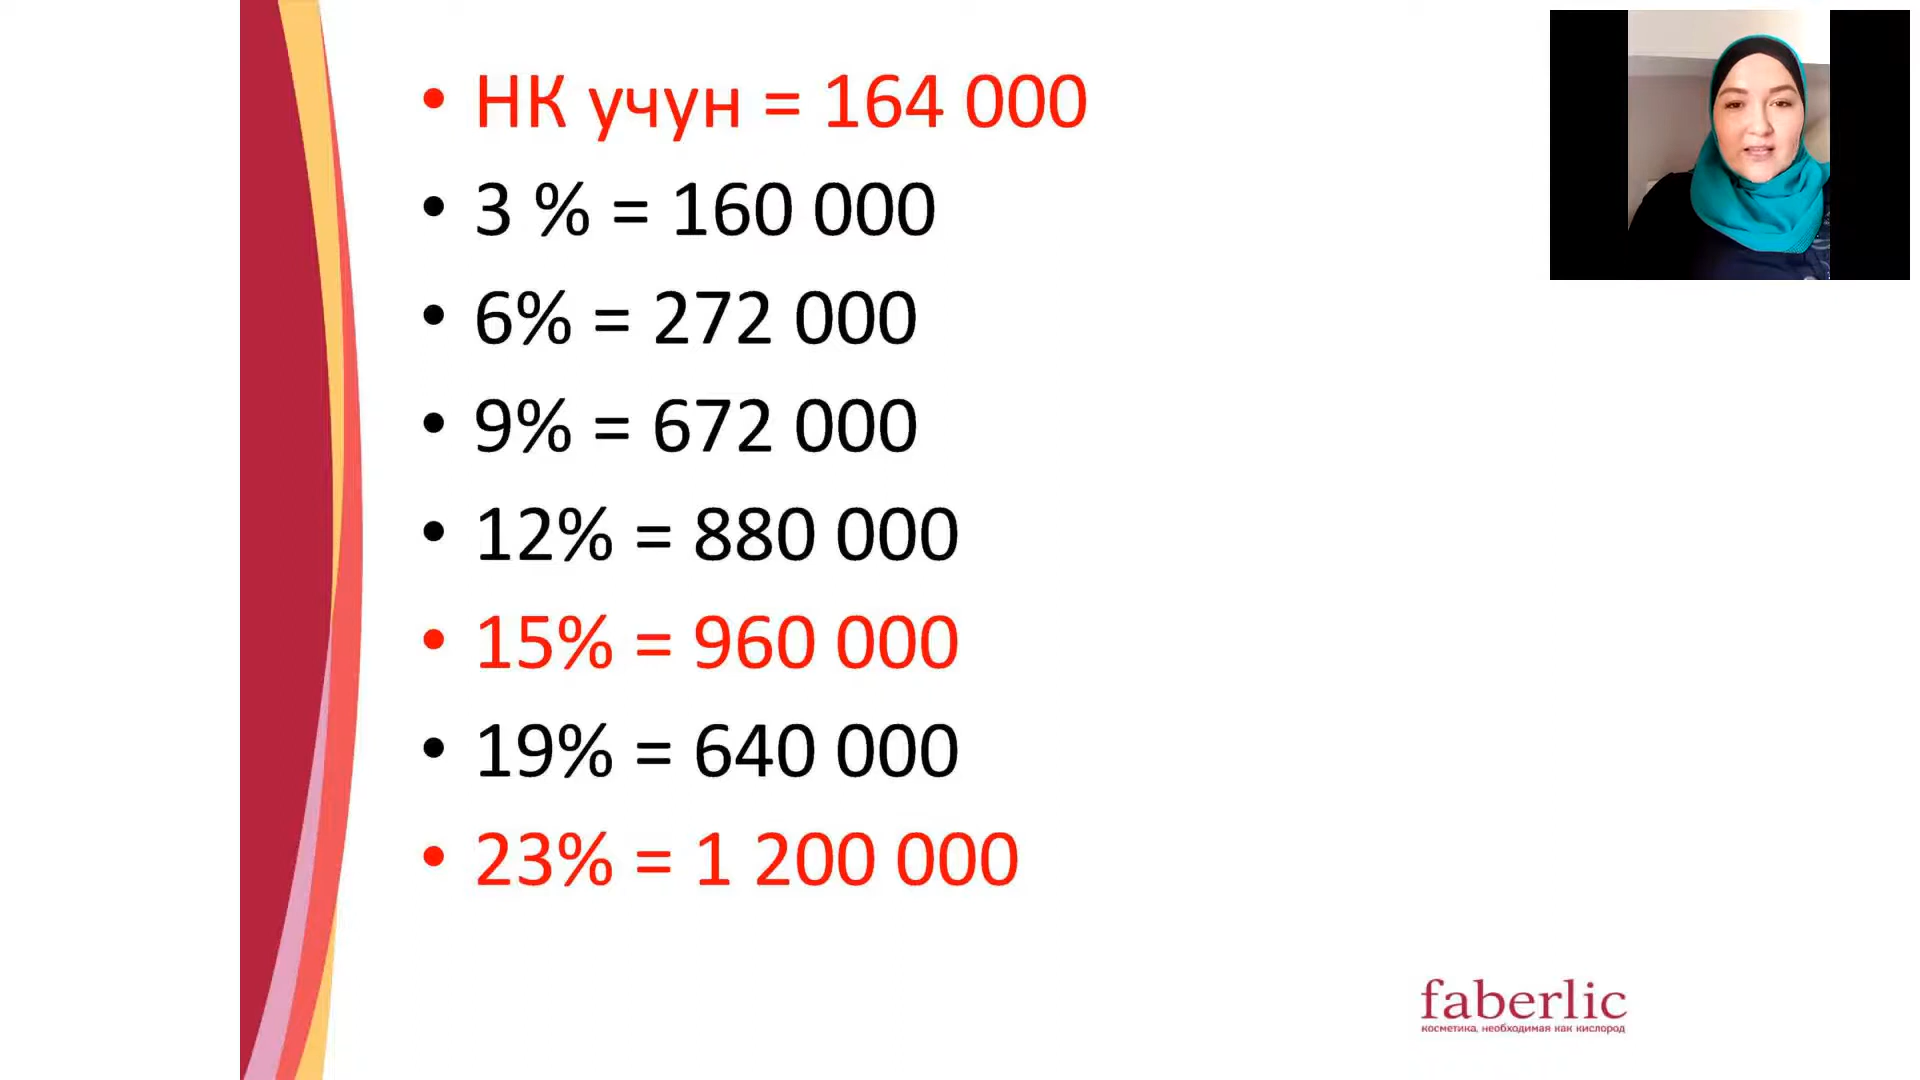 • НК учун = 164 000
• 3 % = 160 000
• 6% = 272 000
• 9% = 672 000
• 12% = 880 000
• 15% = 960 000
• 19% = 640 000
• 23% = 1 200 000
faberlic
косметика, необходимая как кислород